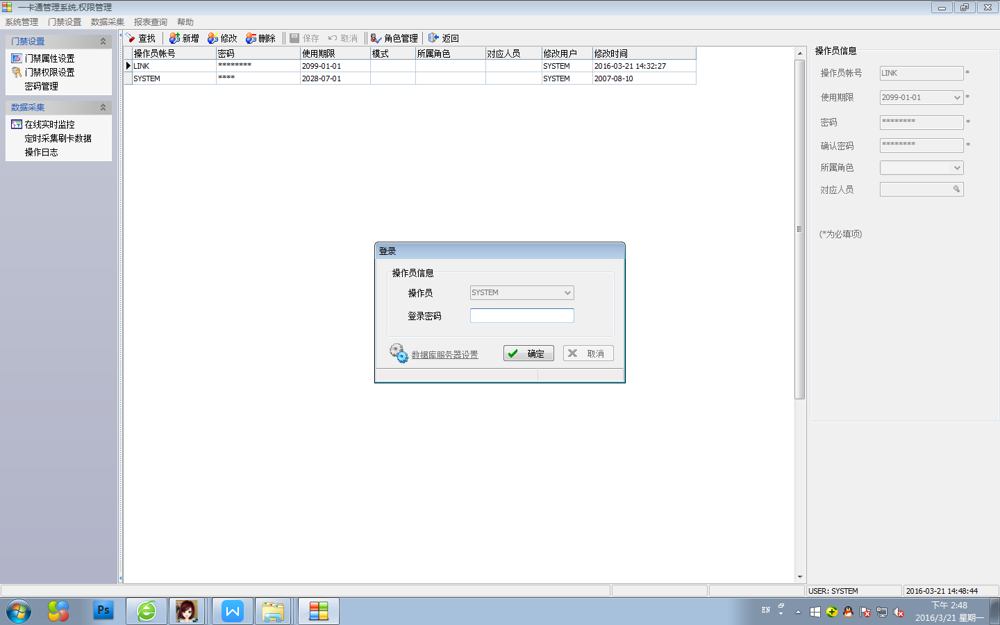 一卡通管理系统.权限管理
系统管理 门禁设置 数据采集 报表查询 帮助
门禁设置
门禁属性设置
门禁权限设置
密码管理
数据采集
在线实时监控
定时采集刷卡数据
操作日志
查找 新增 修改 删除 保存 取消 角色管理 返回
操作员帐号 密码 使用期限 模式 所属角色 对应人员 修改用户 修改时间
LINK ******** 2099-01-01 SYSTEM 2016-03-21 14:32:27
SYSTEM **** 2028-07-01 SYSTEM 2007-08-10
操作员信息
操作员帐号 LINK *
使用期限 2099-01-01 *
密码 ******** *
确认密码 ******** *
所属角色
对应人员
(*为必填项)
登录
操作员信息
操作员 SYSTEM
登录密码
数据库服务器设置 确定 取消
USER: SYSTEM 2016-03-21 14:48:44
Ps
W
EN
下午 2:48
2016/3/21 星期一